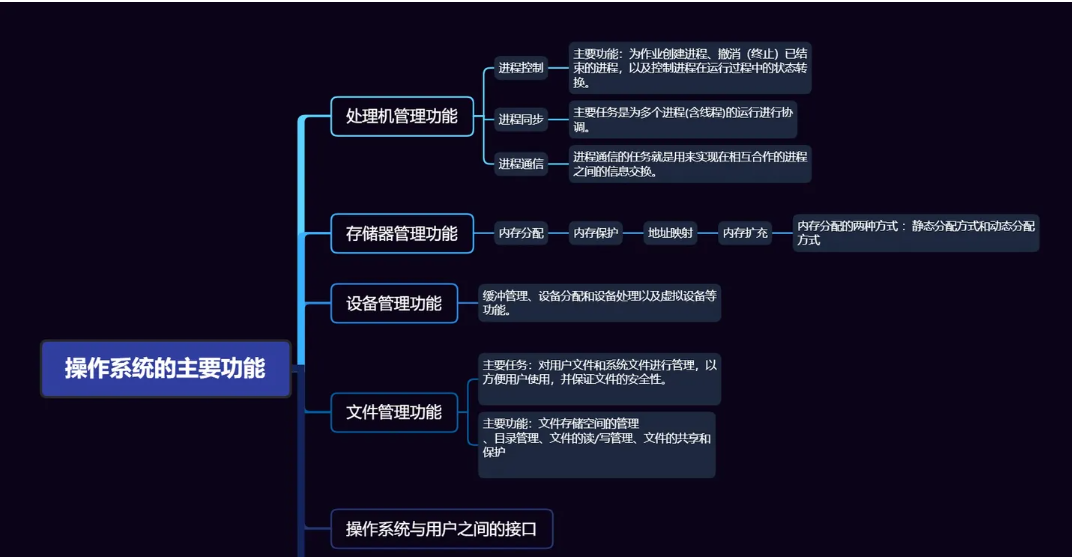 操作系统的主要功能
处理机管理功能
进程控制
主要功能：为作业创建进程、撤消（终止）已结
束的进程，以及控制进程在运行过程中的状态转
换。
进程同步
主要任务是为多个进程(含线程)的运行进行协
调。
进程通信
进程通信的任务就是用来实现在相互合作的进程
之间的信息交换。
存储器管理功能
内存分配
内存保护
地址映射
内存扩充
内存分配的两种方式 ：静态分配方式和动态分配
方式
设备管理功能
缓冲管理、设备分配和设备处理以及虚拟设备等
功能。
文件管理功能
主要任务：对用户文件和系统文件进行管理，以
方便用户使用，并保证文件的安全性。
主要功能：文件存储空间的管理
、目录管理、文件的读/写管理、文件的共享和
保护
操作系统与用户之间的接口